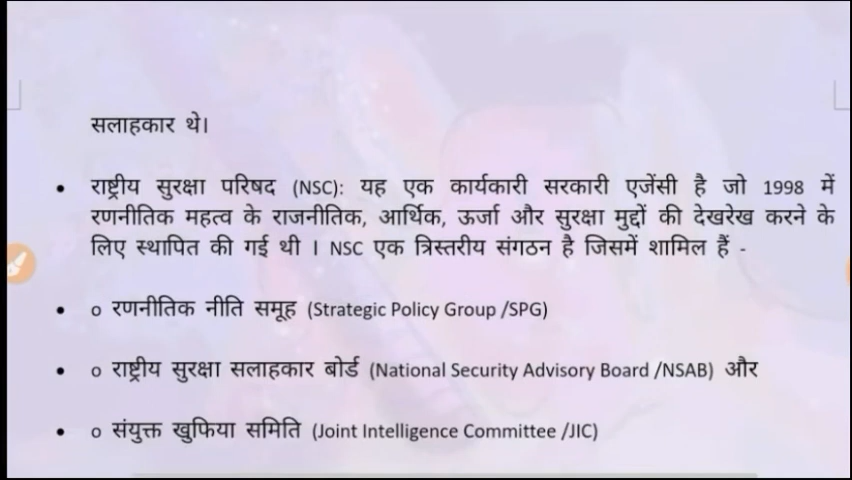 सलाहकार थे।
• राष्ट्रीय सुरक्षा परिषद (NSC): यह एक कार्यकारी सरकारी एजेंसी है जो 1998 में
रणनीतिक महत्व के राजनीतिक, आर्थिक, ऊर्जा और सुरक्षा मुद्दों की देखरेख करने के
लिए स्थापित की गई थी । NSC एक त्रिस्तरीय संगठन है जिसमें शामिल हैं -
• o रणनीतिक नीति समूह (Strategic Policy Group /SPG)
• o राष्ट्रीय सुरक्षा सलाहकार बोर्ड (National Security Advisory Board /NSAB) और
• o संयुक्त खुफिया समिति (Joint Intelligence Committee /JIC)